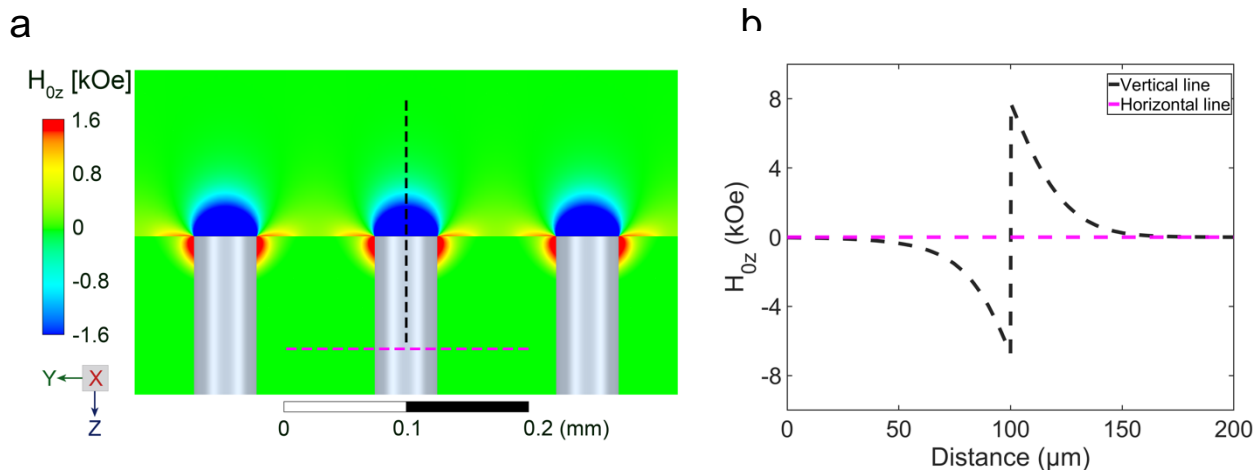 a
b
H0z [kOe]
1.6
0.8
0
-0.8
-1.6
Y
X
Z
0
0.1
0.2 (mm)
Vertical line
Horizontal line
8
4
0
-4
-8
H0z (kOe)
0
50
100
150
200
Distance (μm)